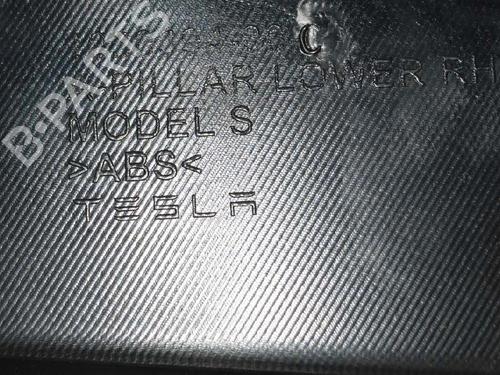 C
PILLAR LOWER RH
MODEL S
>ABS<
TESLA
B-PARTS